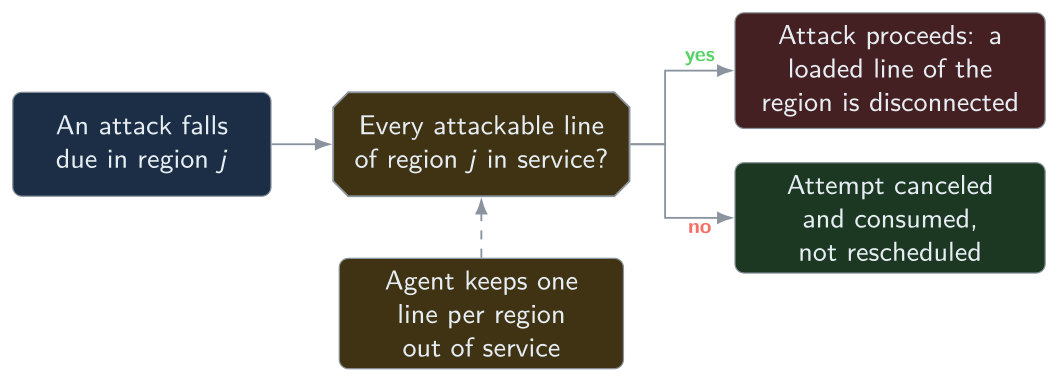 An attack falls
due in region j
Every attackable line
of region j in service?
yes
Attack proceeds: a
loaded line of the
region is disconnected
no
Attempt canceled
and consumed,
not rescheduled
Agent keeps one
line per region
out of service